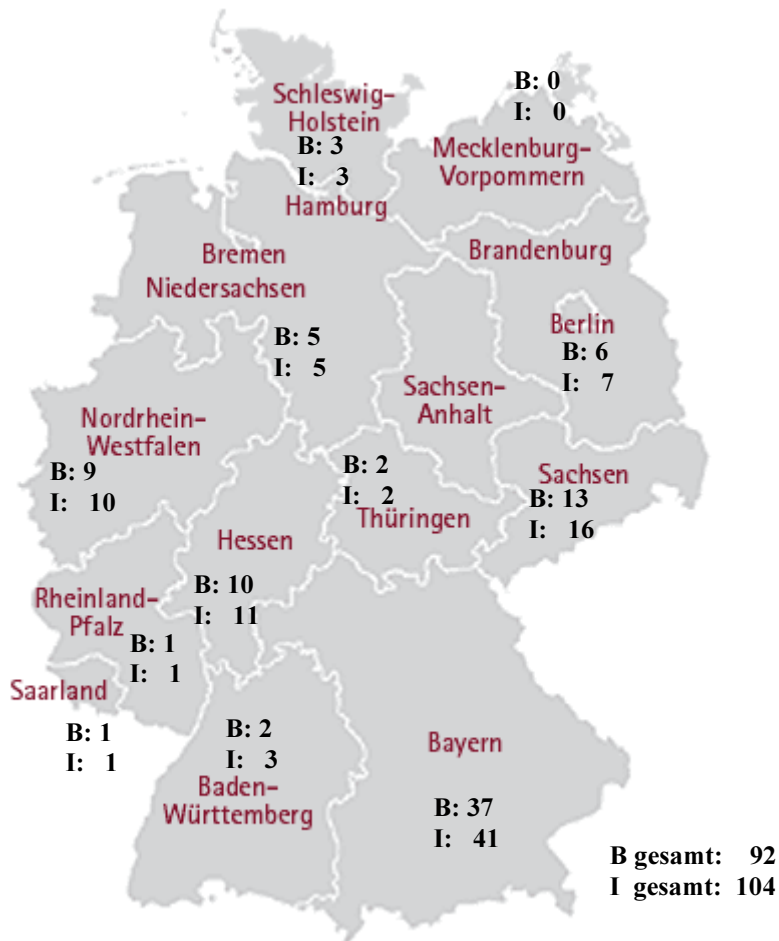 Schleswig-
Holstein
B: 3
I: 3
Hamburg
B: 0
I: 0
Mecklenburg-
Vorpommern
Bremen
Niedersachsen
B: 5
I: 5
Brandenburg
Berlin
B: 6
I: 7
Sachsen-
Anhalt
Nordrhein-
Westfalen
B: 9
I: 10
B: 2
I: 2
Thüringen
Sachsen
B: 13
I: 16
Hessen
B: 10
I: 11
Rheinland-
Pfalz
B: 1
I: 1
Saarland
B: 1
I: 1
B: 2
I: 3
Baden-
Württemberg
Bayern
B: 37
I: 41
B gesamt: 92
I gesamt: 104